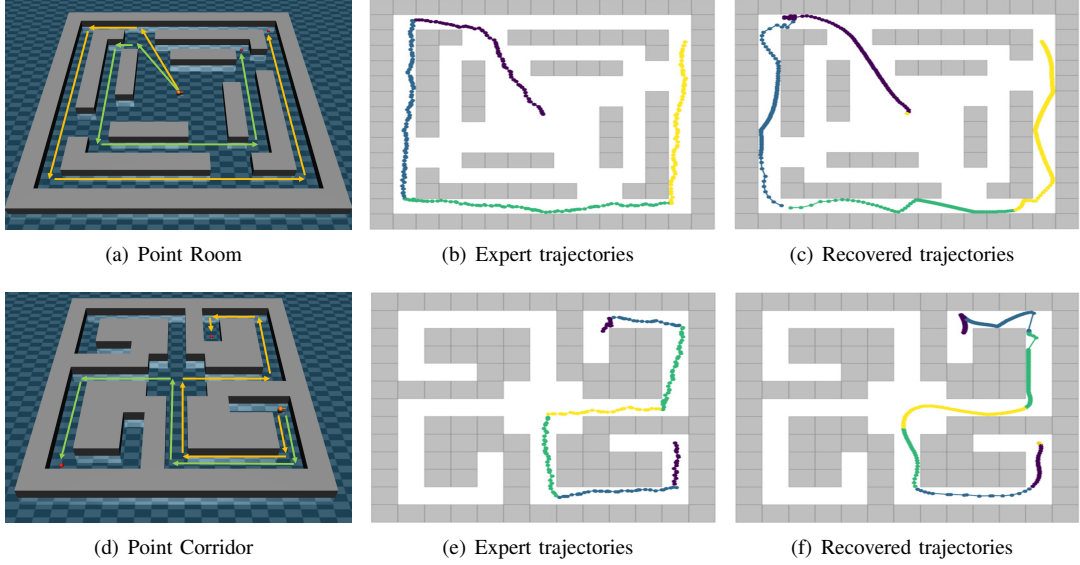 (a) Point Room
(b) Expert trajectories
(c) Recovered trajectories
(d) Point Corridor
(e) Expert trajectories
(f) Recovered trajectories